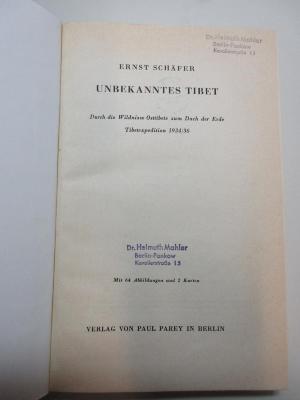 Dr. Helmuth Mahler
Berlin-Pankow
Karolierstraße 13
ERNST SCHÄFER
UNBEKANNTES TIBET
Durch die Wildnisse Osttibets zum Dach der Erde
Tibetexpedition 1934/36
Dr. Helmuth Mahler
Berlin-Pankow
Karolierstraße 13
Mit 64 Abbildungen und 2 Karten
VERLAG VON PAUL PAREY IN BERLIN